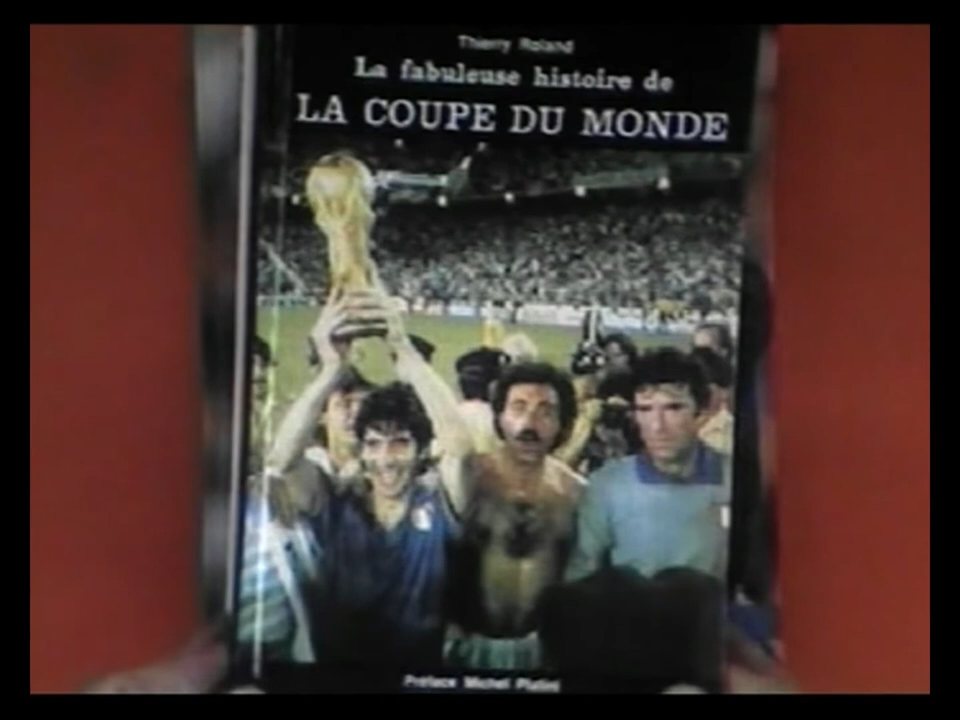 Thierry Roland
La fabuleuse histoire de
LA COUPE DU MONDE
Préface Michel Platini